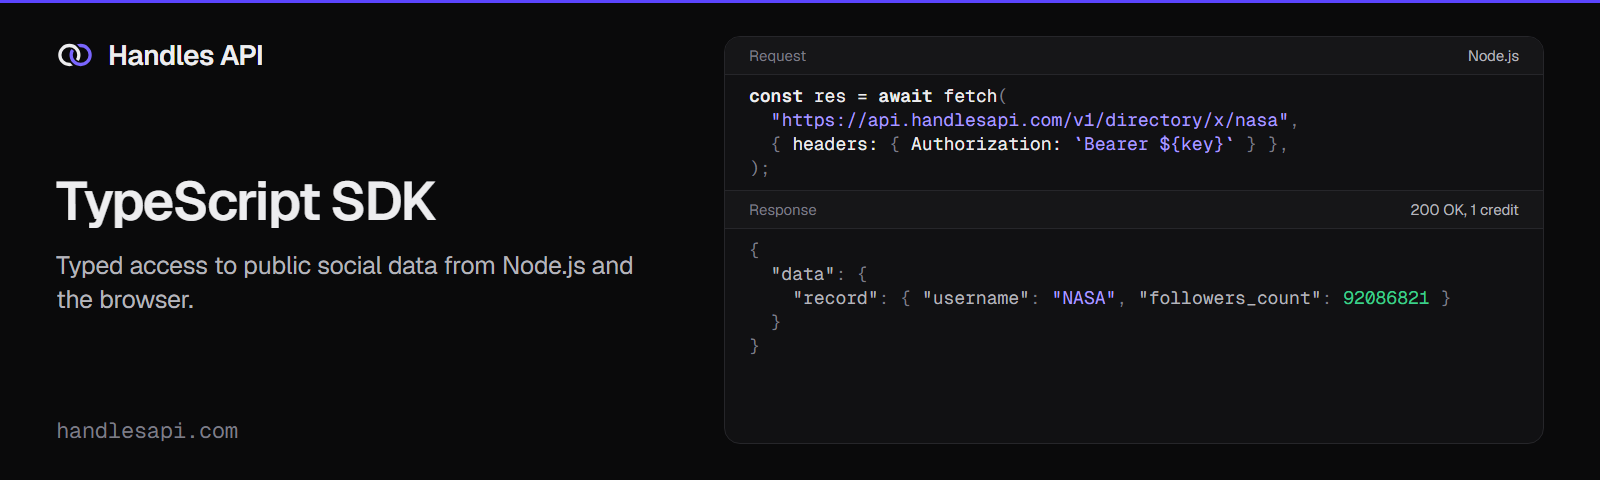 Handles API
TypeScript SDK
Typed access to public social data from Node.js and
the browser.
handlesapi.com
Request
Node.js
const res = await fetch(
  "https://api.handlesapi.com/v1/directory/x/nasa",
  { headers: { Authorization: `Bearer ${key}` } },
);
Response
200 OK, 1 credit
{
  "data": {
    "record": { "username": "NASA", "followers_count": 92086821 }
  }
}